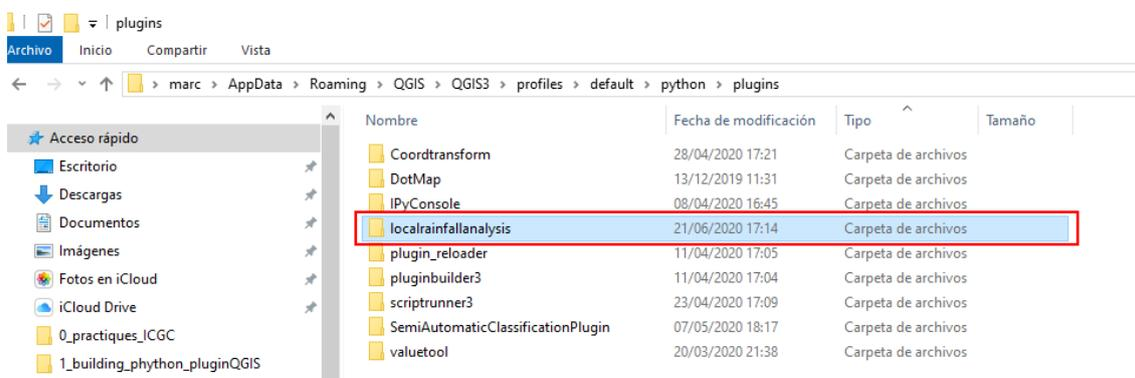 plugins
Archivo Inicio Compartir Vista
marc > AppData > Roaming > QGIS > QGIS3 > profiles > default > python > plugins
Nombre Fecha de modificación Tipo Tamaño
Acceso rápido
Escritorio
Descargas
Documentos
Imágenes
Fotos en iCloud
iCloud Drive
0_practiques_ICGC
1_building_phython_pluginQGIS
Coordtransform 28/04/2020 17:21 Carpeta de archivos
DotMap 13/12/2019 11:31 Carpeta de archivos
IPyConsole 08/04/2020 16:45 Carpeta de archivos
localrainfallanalysis 21/06/2020 17:14 Carpeta de archivos
plugin_reloader 11/04/2020 17:05 Carpeta de archivos
pluginbuilder3 11/04/2020 17:04 Carpeta de archivos
scriptrunner3 23/04/2020 17:09 Carpeta de archivos
SemiAutomaticClassificationPlugin 07/05/2020 18:17 Carpeta de archivos
valuetool 20/03/2020 21:38 Carpeta de archivos